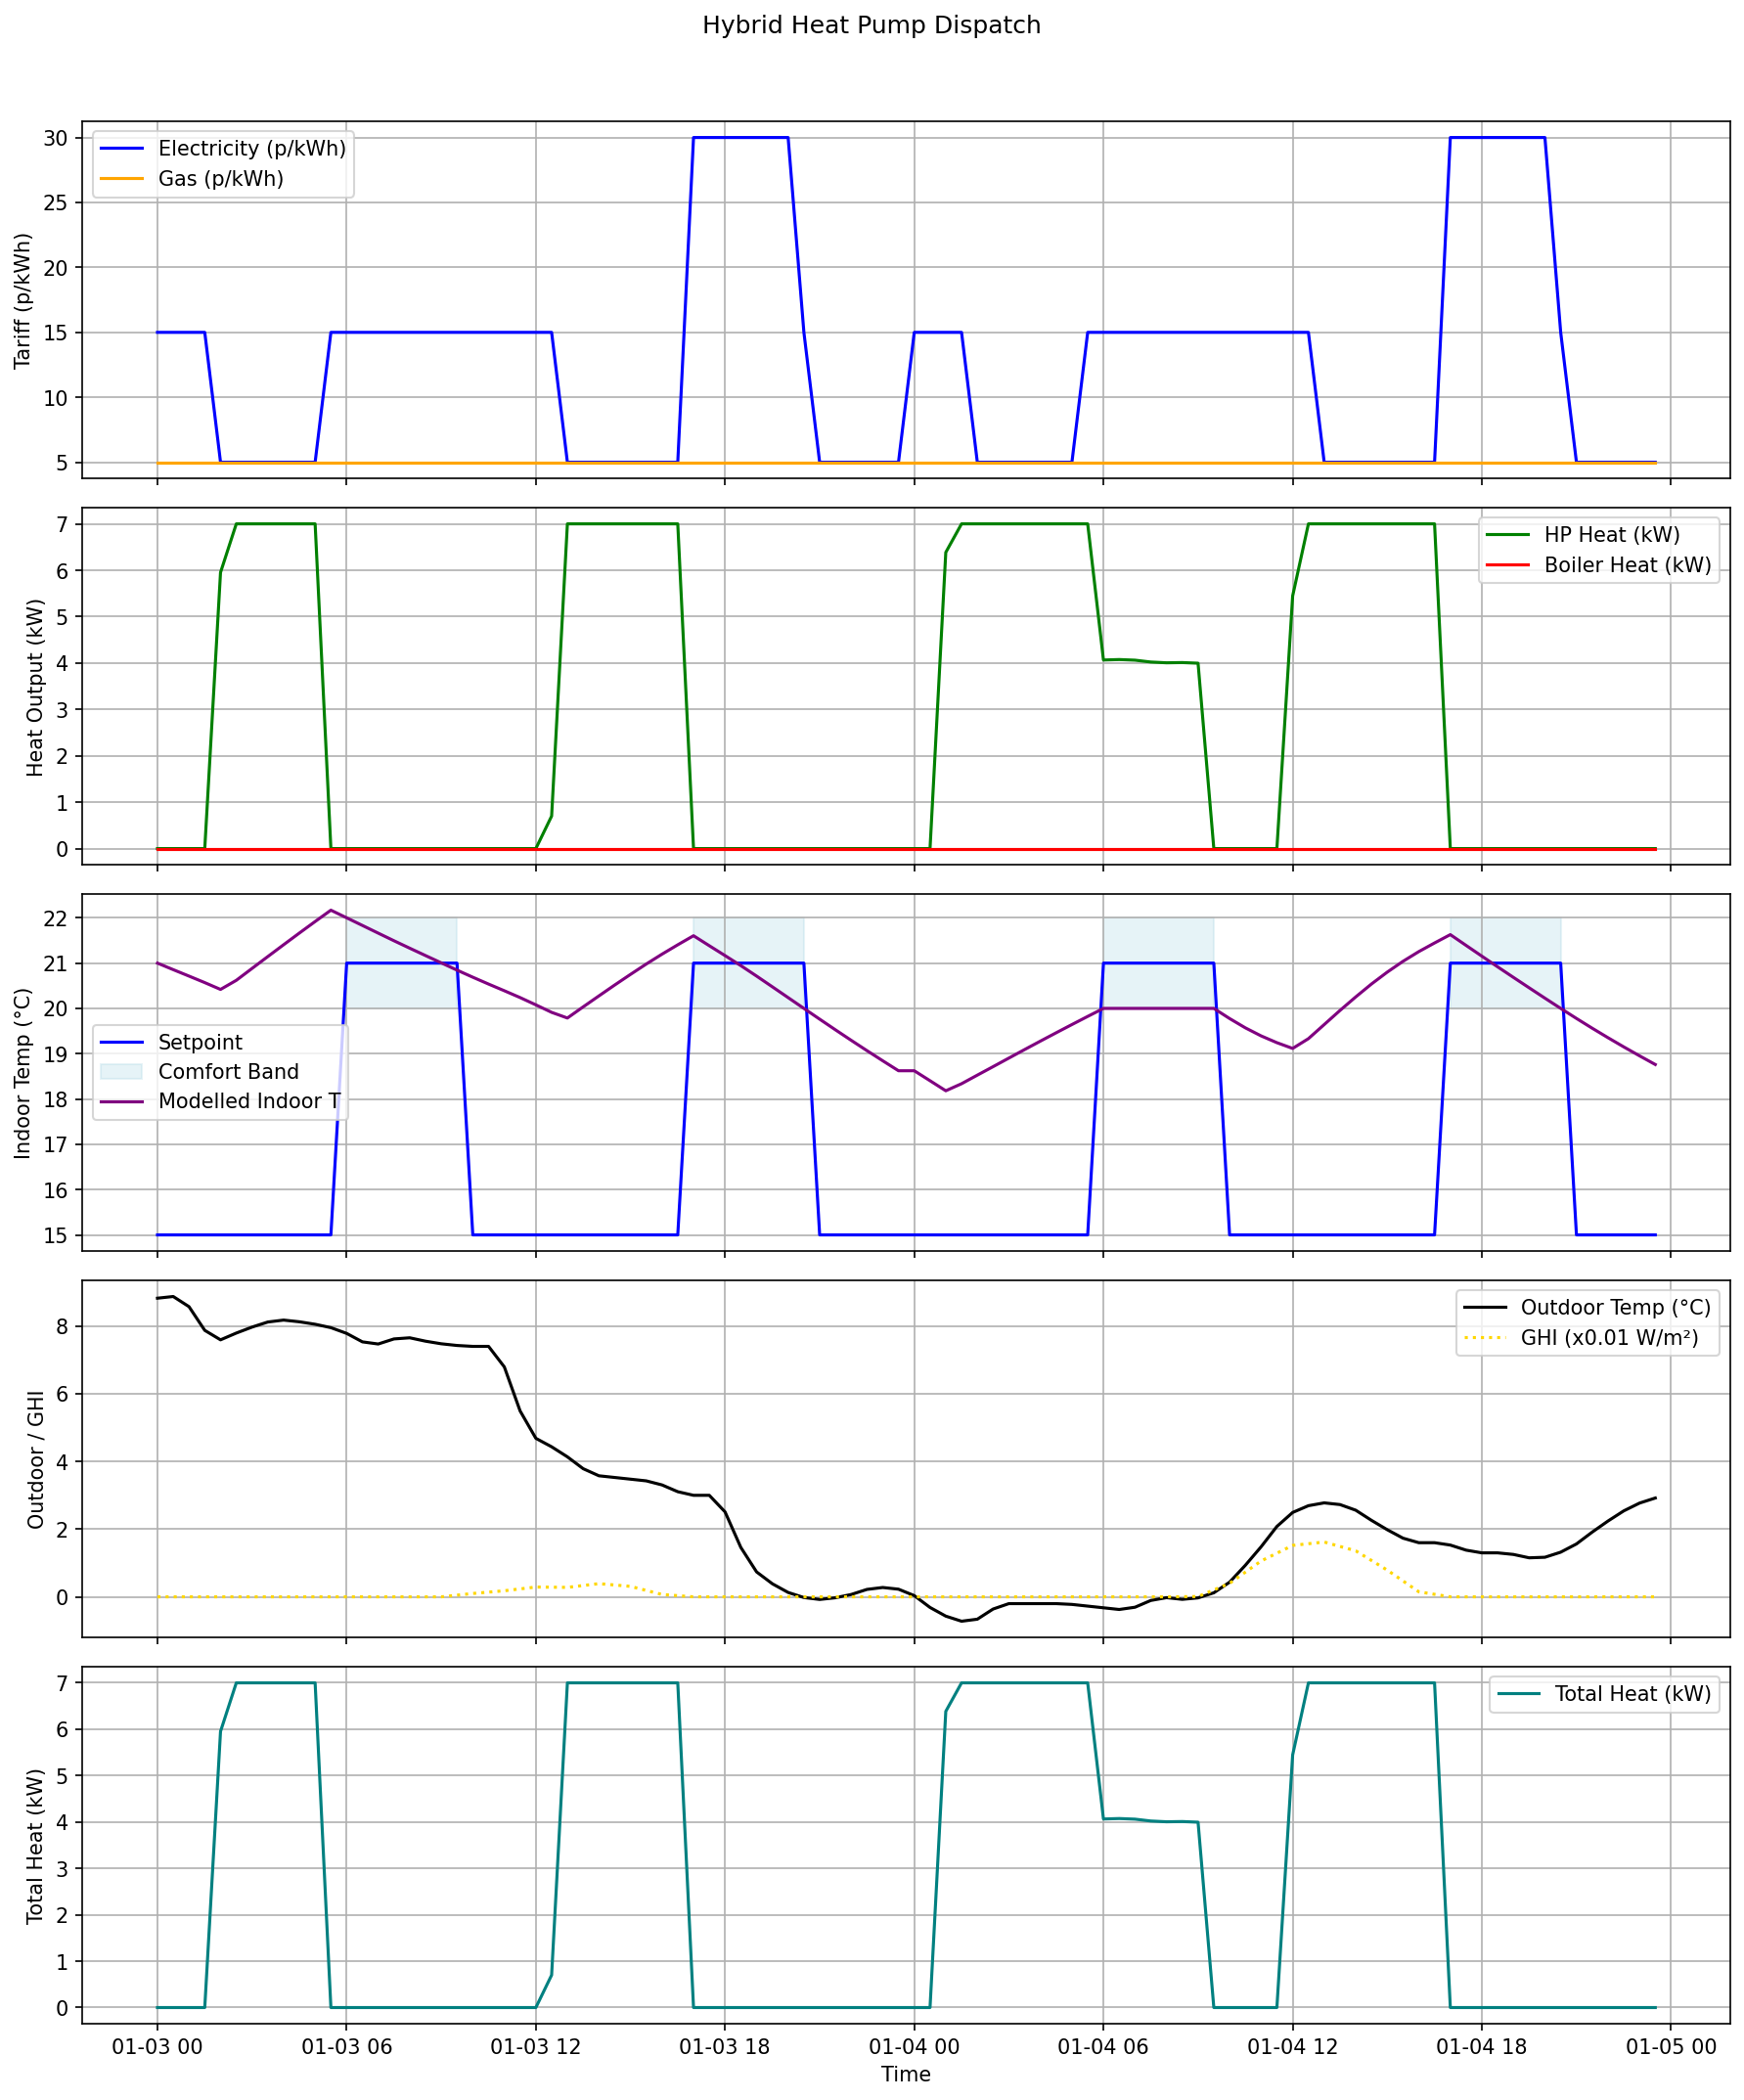 Hybrid Heat Pump Dispatch
Tariff (p/kWh)
30
25
20
15
10
5
Electricity (p/kWh)
Gas (p/kWh)
Heat Output (kW)
7
6
5
4
3
2
1
0
HP Heat (kW)
Boiler Heat (kW)
Indoor Temp (°C)
22
21
20
19
18
17
16
15
Setpoint
Comfort Band
Modelled Indoor T
Outdoor / GHI
8
6
4
2
0
Outdoor Temp (°C)
GHI (x0.01 W/m²)
Total Heat (kW)
7
6
5
4
3
2
1
0
Total Heat (kW)
01-03 00
01-03 06
01-03 12
01-03 18
01-04 00
01-04 06
01-04 12
01-04 18
01-05 00
Time